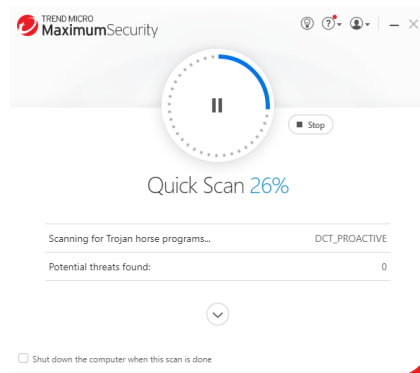 TREND MICRO
MaximumSecurity
Stop
Quick Scan 26%
Scanning for Trojan horse programs... DCT_PROACTIVE
Potential threats found: 0
Shut down the computer when this scan is done